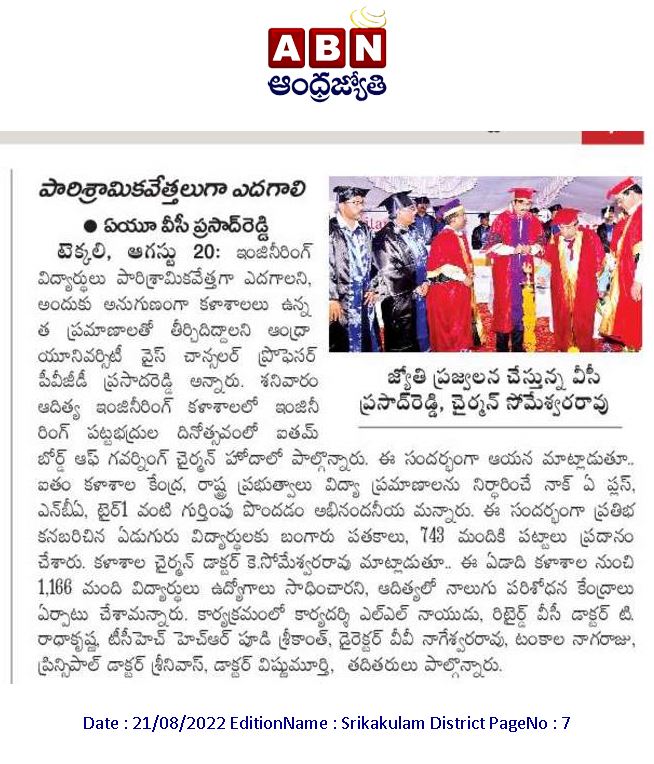 ABN
ఆంధ్రజ్యోతి
పారిశ్రామికవేత్తలుగా ఎదగాలి
● ఏయూ వీసీ ప్రసాద్‌రెడ్డి
టెక్కలి, ఆగస్టు 20: ఇంజినీరింగ్
విద్యార్థులు పారిశ్రామికవేత్తగా ఎదగాలని,
అందుకు అనుగుణంగా కళాశాలలు ఉన్న
త ప్రమాణాలతో తీర్చిదిద్దాలని ఆంద్రా
యూనివర్సిటీ వైస్ చాన్సలర్ ప్రొఫెసర్
పీవీజీడీ ప్రసాదరెడ్డి అన్నారు. శనివారం
ఆదిత్య ఇంజినీరింగ్ కళాశాలలో ఇంజినీ
రింగ్ పట్టభద్రుల దినోత్సవంలో ఐతమ్
జ్యోతి ప్రజ్వలన చేస్తున్న వీసీ
ప్రసాద్‌రెడ్డి, చైర్మన్ సోమేశ్వరరావు
బోర్డ్ ఆఫ్ గవర్నింగ్ చైర్మన్ హోదాలో పాల్గొన్నారు. ఈ సందర్భంగా ఆయన మాట్లాడుతూ..
ఐతం కళాశాల కేంద్ర, రాష్ట్ర ప్రభుత్వాలు విద్యా ప్రమాణాలను నిర్ధారించే నాక్ ఏ ప్లస్,
ఎన్‌బీఏ, టైర్1 వంటి గుర్తింపు పొందడం అభినందనీయ మన్నారు. ఈ సందర్భంగా ప్రతిభ
కనబరిచిన ఏడుగురు విద్యార్థులకు బంగారు పతకాలు, 743 మందికి పట్టాలు ప్రదానం
చేశారు. కళాశాల చైర్మన్ డాక్టర్ కె.సోమేశ్వరరావు మాట్లాడుతూ.. ఈ ఏడాది కళాశాల నుంచి
1,166 మంది విద్యార్థులు ఉద్యోగాలు సాధించారని, ఆదిత్యలో నాలుగు పరిశోధన కేంద్రాలు
ఏర్పాటు చేశామన్నారు. కార్యక్రమంలో కార్యదర్శి ఎల్ఎల్ నాయుడు, రిటైర్డ్ వీసీ డాక్టర్ టి.
రాధాకృష్ణ, టీసీహెచ్ హెచ్ఆర్ పూడి శ్రీకాంత్, డైరెక్టర్ వీవీ నాగేశ్వరరావు, టంకాల నాగరాజు,
ప్రిన్సిపాల్ డాక్టర్ శ్రీనివాస్, డాక్టర్ విష్ణుమూర్తి, తదితరులు పాల్గొన్నారు.
Date : 21/08/2022 EditionName : Srikakulam District PageNo : 7